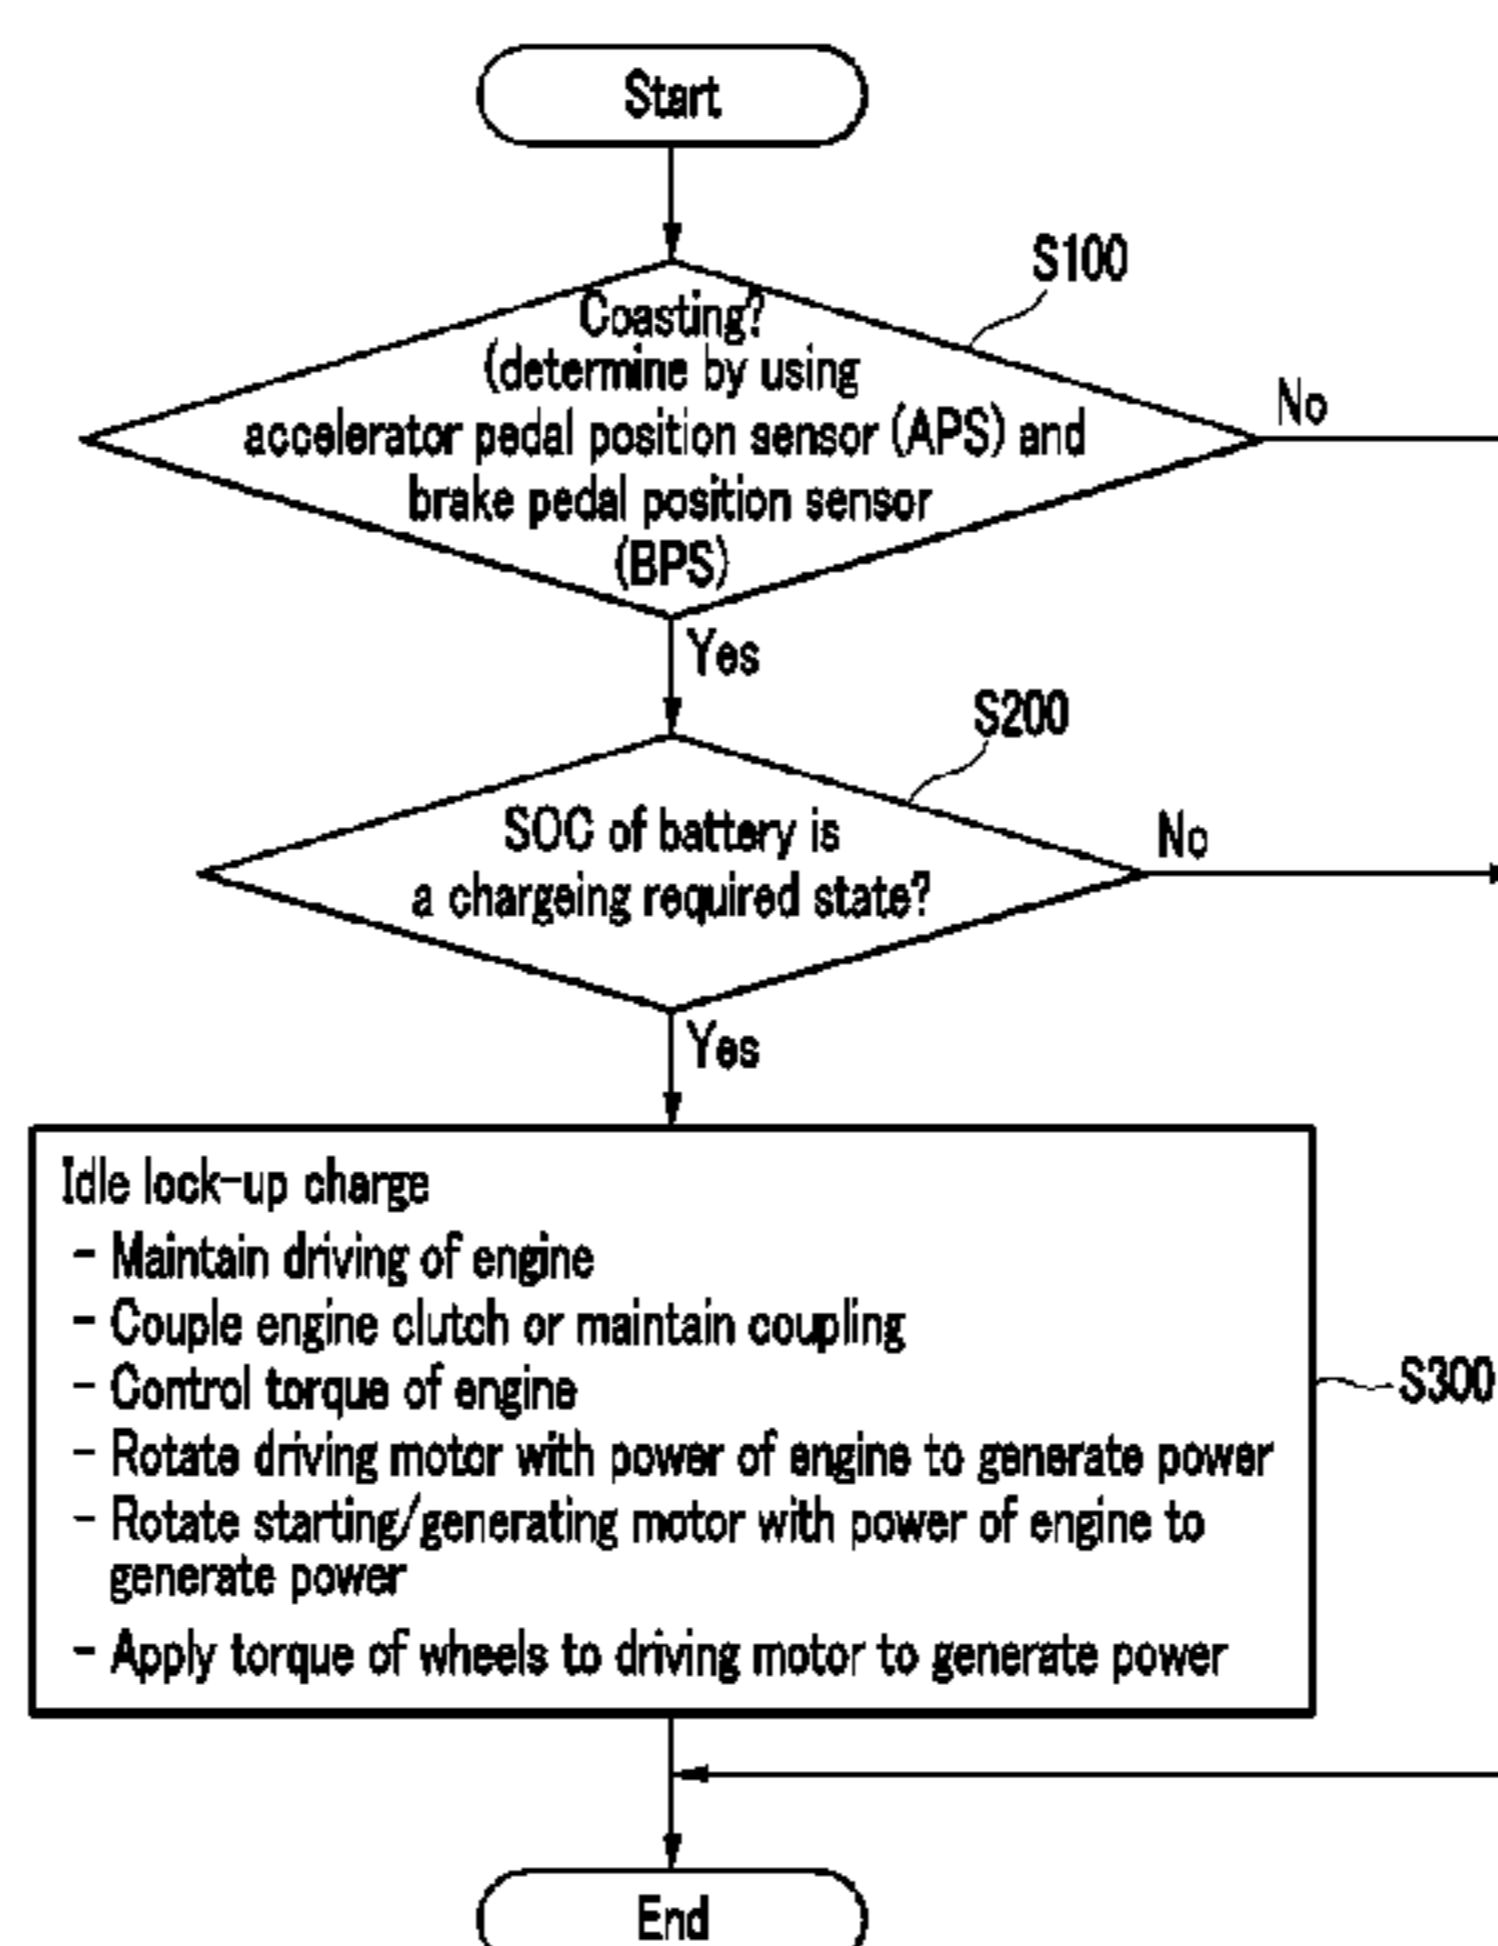 Start
S100
Coasting?
(determine by using
accelerator pedal position sensor (APS) and
brake pedal position sensor
(BPS)
No
Yes
S200
SOC of battery is
a chargeing required state?
No
Yes
Idle lock-up charge
- Maintain driving of engine
- Couple engine clutch or maintain coupling
- Control torque of engine
- Rotate driving motor with power of engine to generate power
- Rotate starting/generating motor with power of engine to
generate power
- Apply torque of wheels to driving motor to generate power
S300
End